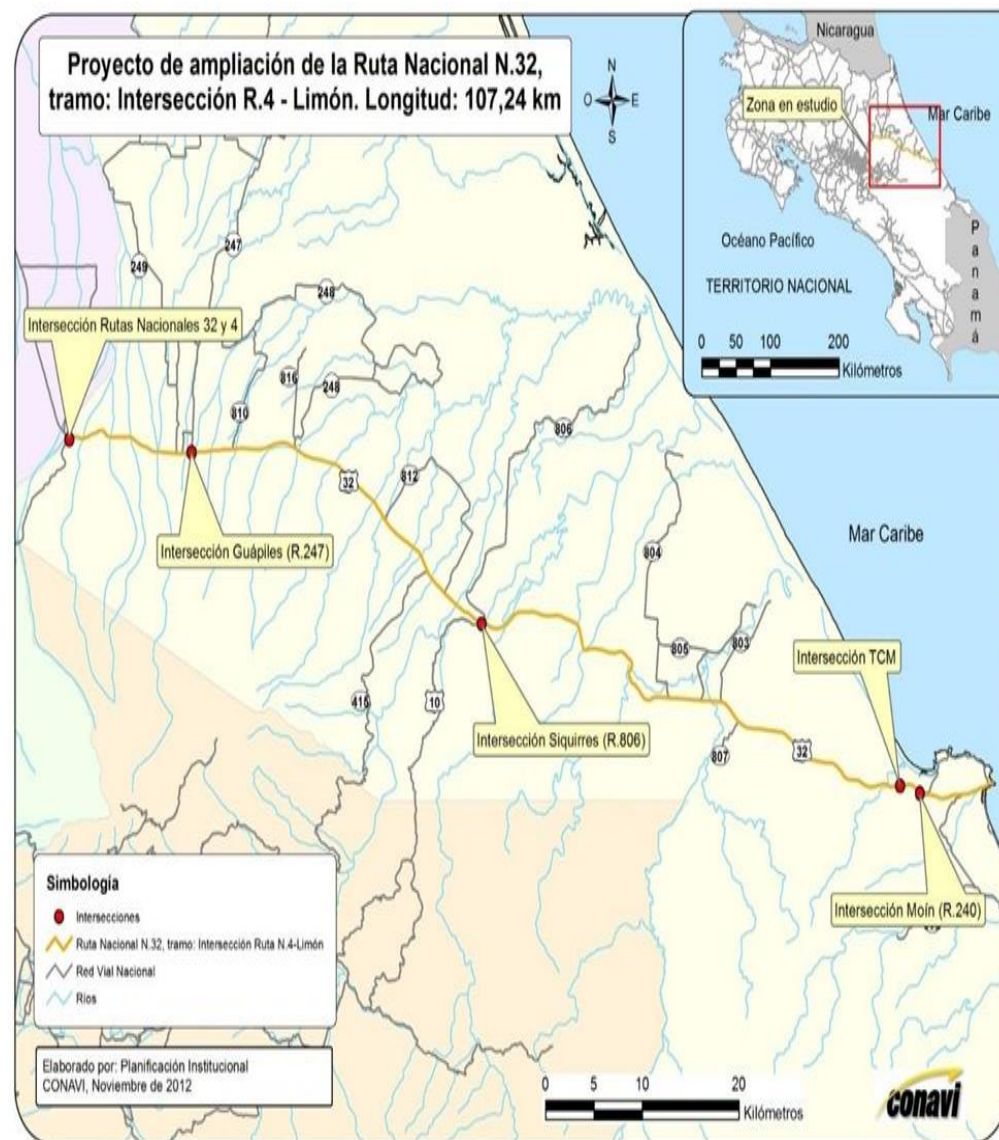 Proyecto de ampliación de la Ruta Nacional N.32,
tramo: Intersección R.4 - Limón. Longitud: 107,24 km
N
O E
S
Nicaragua
Zona en estudio
Mar Caribe
Océano Pacífico
Panamá
TERRITORIO NACIONAL
0 50 100 200
Kilómetros
247
249
248
Intersección Rutas Nacionales 32 y 4
816
248
810
806
32
812
Intersección Guápiles (R.247)
804
Mar Caribe
805
803
Intersección TCM
415
10
Intersección Siquirres (R.806)
807
32
Intersección Moín (R.240)
Simbología
Intersecciones
Ruta Nacional N.32, tramo: Intersección Ruta N.4-Limón
Red Vial Nacional
Ríos
Elaborado por: Planificación Institucional
CONAVI, Noviembre de 2012
0 5 10 20
Kilómetros
conavi